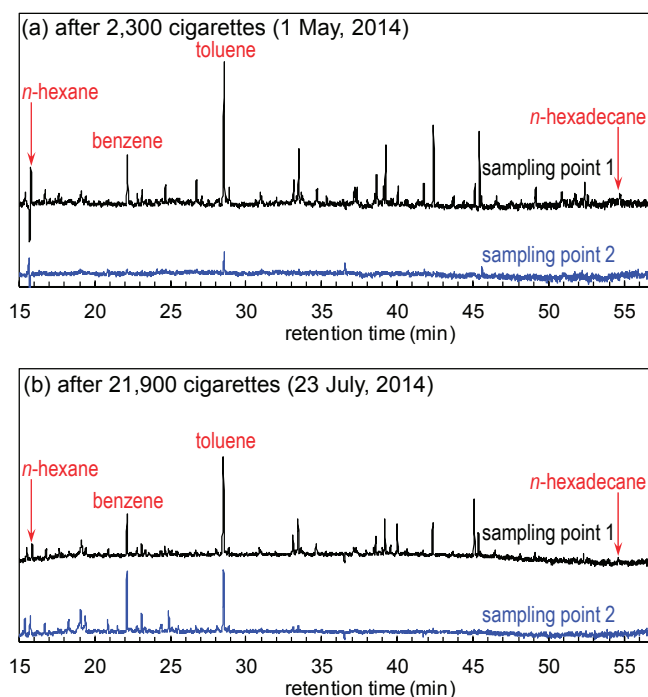 (a) after 2,300 cigarettes (1 May, 2014)
toluene
n-hexane
n-hexadecane
benzene
sampling point 1
sampling point 2
15 20 25 30 35 40 45 50 55
retention time (min)
(b) after 21,900 cigarettes (23 July, 2014)
toluene
n-hexane
n-hexadecane
benzene
sampling point 1
sampling point 2
15 20 25 30 35 40 45 50 55
retention time (min)